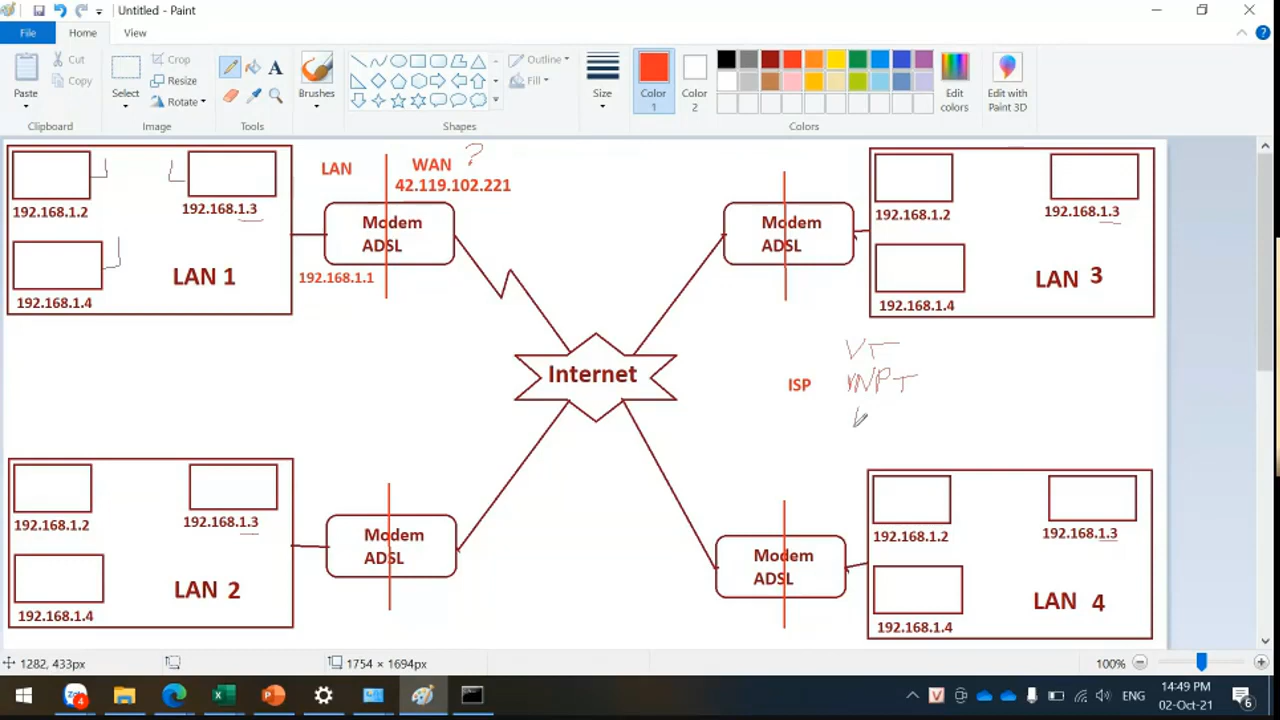 Untitled - Paint
File
Home
View
Paste
Cut
Copy
Clipboard
Select
Crop
Resize
Rotate
Image
A
Tools
Brushes
Outline
Fill
Shapes
Size
Color
1
Color
2
Edit
colors
Edit with
Paint 3D
Colors
192.168.1.2
192.168.1.3
192.168.1.4
LAN 1
LAN
WAN ?
42.119.102.221
Modem
ADSL
192.168.1.1
Modem
ADSL
192.168.1.2
192.168.1.3
192.168.1.4
LAN 3
Internet
ISP
VT
VNPT
192.168.1.2
192.168.1.3
192.168.1.4
LAN 2
Modem
ADSL
Modem
ADSL
192.168.1.2
192.168.1.3
192.168.1.4
LAN 4
1282, 433px
1754 × 1694px
100%
Zalo
4
ENG
14:49 PM
02-Oct-21
6